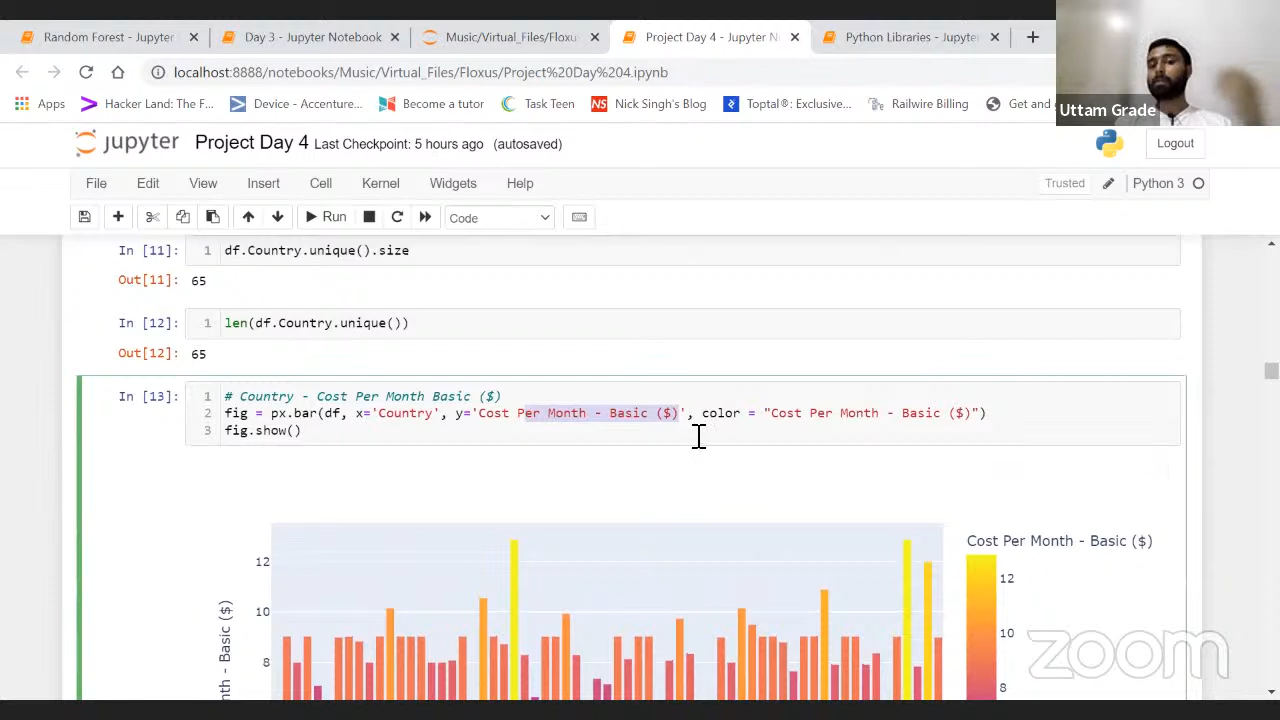 Random Forest - Jupyter
Day 3 - Jupyter Notebook
Music/Virtual_Files/Floxus
Project Day 4 - Jupyter N
Python Libraries - Jupyter
localhost:8888/notebooks/Music/Virtual_Files/Floxus/Project%20Day%204.ipynb
Apps
Hacker Land: The F...
Device - Accenture...
Become a tutor
Task Teen
NS Nick Singh's Blog
Toptal®: Exclusive...
Railwire Billing
Get and
Uttam Grade
jupyter Project Day 4 Last Checkpoint: 5 hours ago (autosaved)
Logout
File Edit View Insert Cell Kernel Widgets Help
Trusted Python 3
Run Code
In [11]: 1 df.Country.unique().size
Out[11]: 65
In [12]: 1 len(df.Country.unique())
Out[12]: 65
In [13]: 1 # Country - Cost Per Month Basic ($)
2 fig = px.bar(df, x='Country', y='Cost Per Month - Basic ($)', color = "Cost Per Month - Basic ($)")
3 fig.show()
Cost Per Month - Basic ($)
12
10
8
onth - Basic ($)
12
10
8
zoom